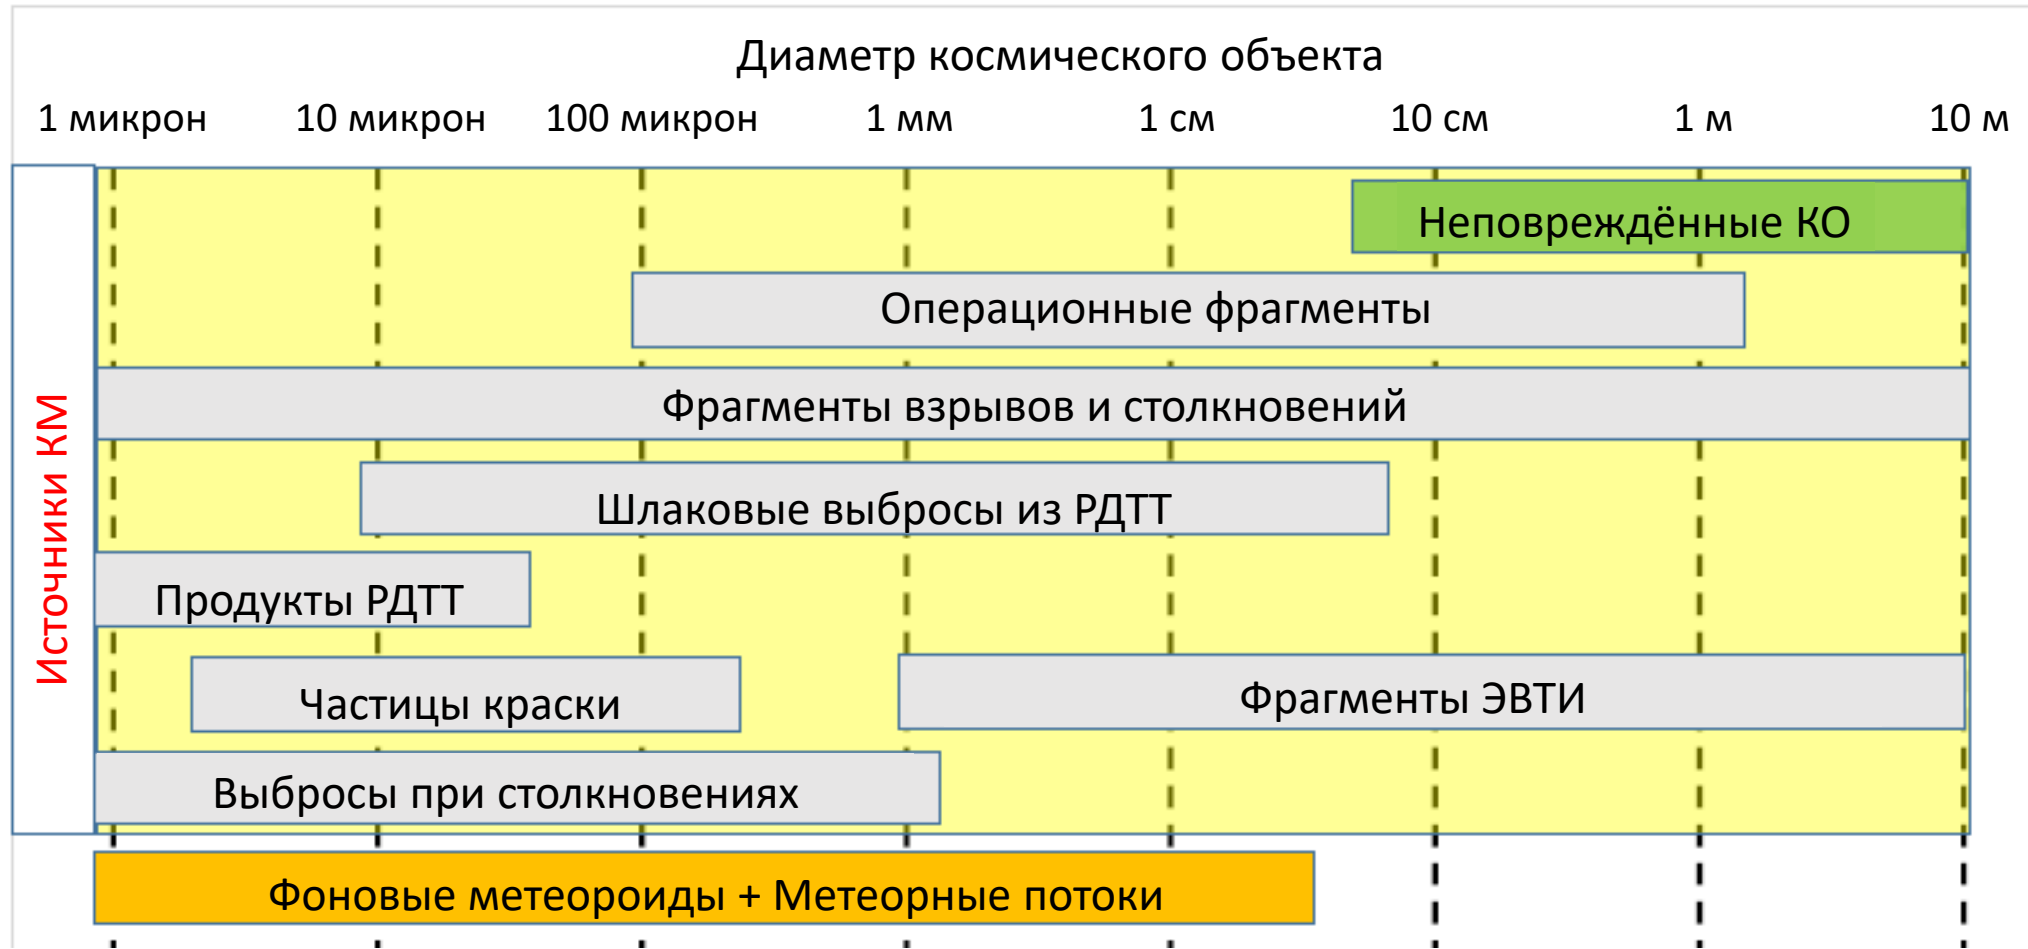 Диаметр космического объекта
1 микрон 10 микрон 100 микрон 1 мм 1 см 10 см 1 м 10 м
Источники КМ
Неповреждённые КО
Операционные фрагменты
Фрагменты взрывов и столкновений
Шлаковые выбросы из РДТТ
Продукты РДТТ
Частицы краски
Фрагменты ЭВТИ
Выбросы при столкновениях
Фоновые метеороиды + Метеорные потоки